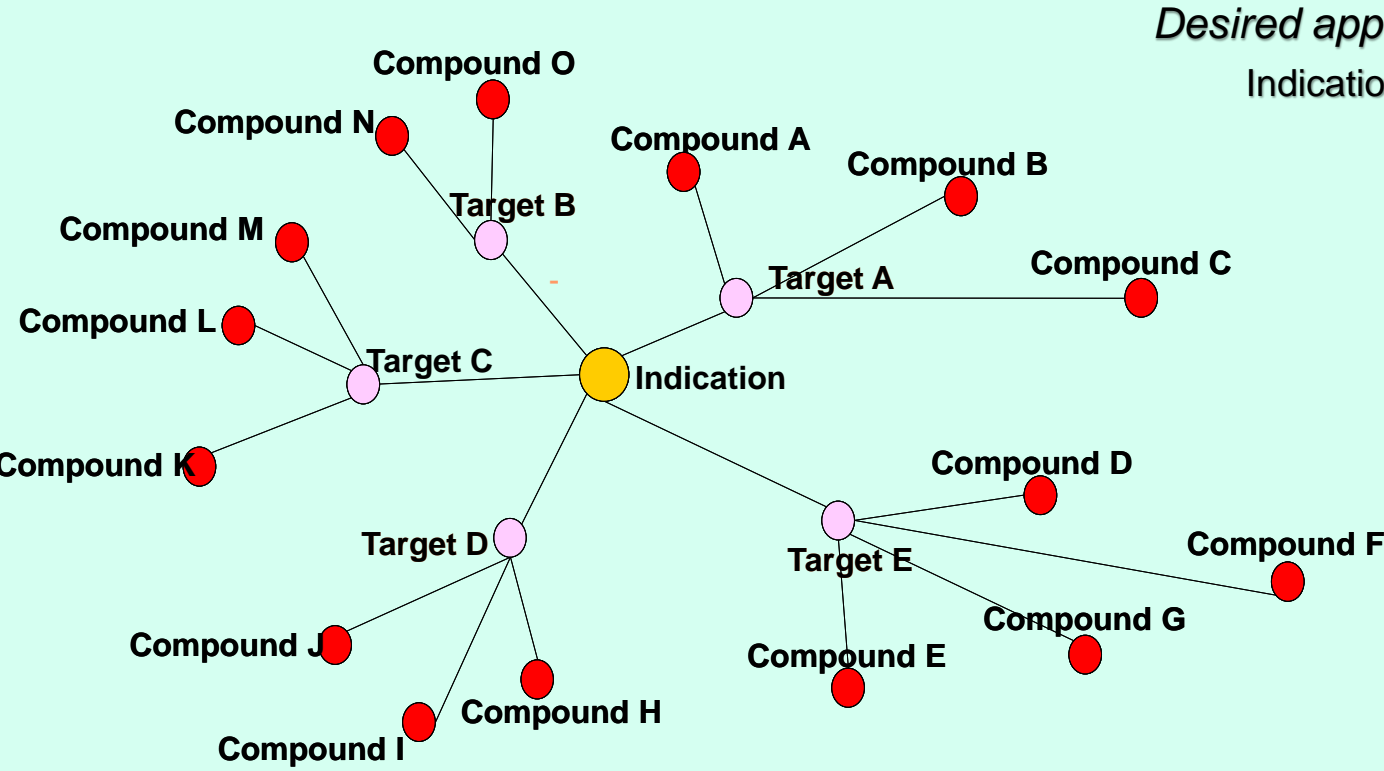 Desired app
Indicatio
Compound O
Compound N
Compound A
Compound B
Target B
Compound M
Compound C
Target A
Compound L
Target C
Indication
Compound K
Compound D
Target D
Compound F
Target E
Compound G
Compound J
Compound E
Compound H
Compound I